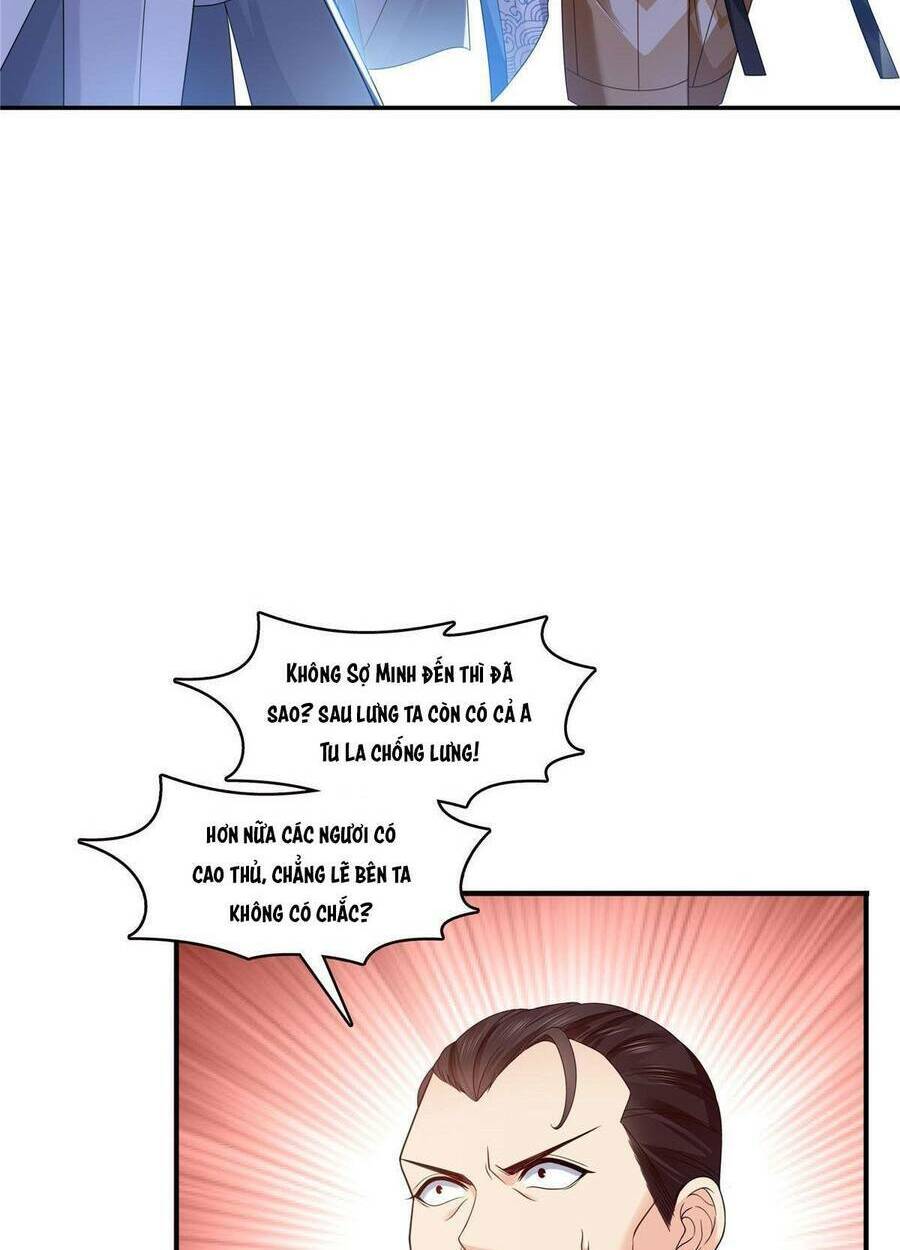 KHÔNG SỢ MINH ĐẾN THÌ ĐÃ
SAO? SAU LƯNG TA CÒN CÓ CẢ A
TU LA CHỐNG LƯNG!
HƠN NỮA CÁC NGƯƠI CÓ
CAO THỦ, CHẲNG LẼ BÊN TA
KHÔNG CÓ CHẮC?